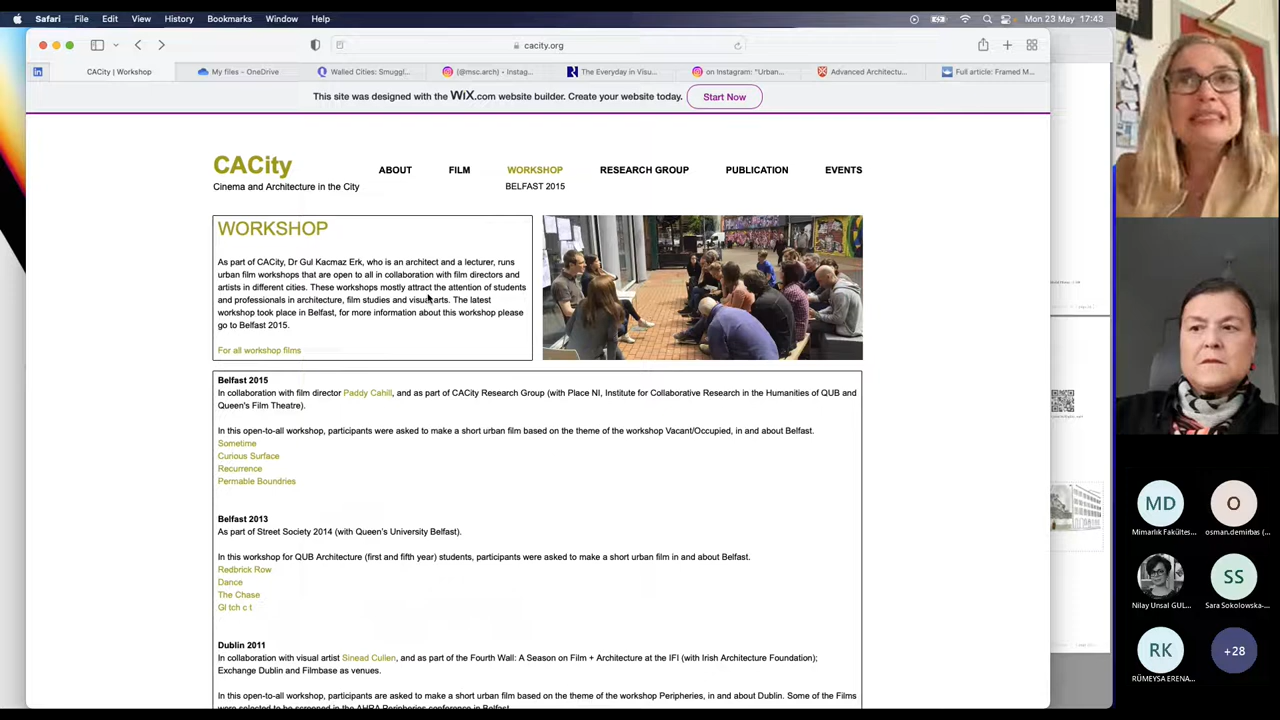 Safari File Edit View History Bookmarks Window Help Mon 23 May 17:43
cacity.org
CACity | Workshop My files - OneDrive Walled Cities: Smuggl... (@msc.arch) • Instag... The Everyday in Visu... on Instagram: "Urban... Advanced Architectu... Full article: Framed M...
This site was designed with the WiX.com website builder. Create your website today. Start Now
CACity
Cinema and Architecture in the City
ABOUT FILM WORKSHOP RESEARCH GROUP PUBLICATION EVENTS
BELFAST 2015
WORKSHOP
As part of CACity, Dr Gul Kacmaz Erk, who is an architect and a lecturer, runs
urban film workshops that are open to all in collaboration with film directors and
artists in different cities. These workshops mostly attract the attention of students
and professionals in architecture, film studies and visual arts. The latest
workshop took place in Belfast, for more information about this workshop please
go to Belfast 2015.
For all workshop films
Belfast 2015
In collaboration with film director Paddy Cahill, and as part of CACity Research Group (with Place NI, Institute for Collaborative Research in the Humanities of QUB and
Queen's Film Theatre).
In this open-to-all workshop, participants were asked to make a short urban film based on the theme of the workshop Vacant/Occupied, in and about Belfast.
Sometime
Curious Surface
Recurrence
Permable Boundries
Belfast 2013
As part of Street Society 2014 (with Queen's University Belfast).
In this workshop for QUB Architecture (first and fifth year) students, participants were asked to make a short urban film in and about Belfast.
Redbrick Row
Dance
The Chase
Gl tch c t
Dublin 2011
In collaboration with visual artist Sinead Cullen, and as part of the Fourth Wall: A Season on Film + Architecture at the IFI (with Irish Architecture Foundation);
Exchange Dublin and Filmbase as venues.
In this open-to-all workshop, participants are asked to make a short urban film based on the theme of the workshop Peripheries, in and about Dublin. Some of the Films
were selected to be screened in the AHRA Peripheries conference in Belfast.
MD O
Mimarlık Fakültes... osman.demirbas (...
SS
Nilay Unsal GUL... Sara Sokolowska-...
RK +28
RÜMEYSA ERENA...